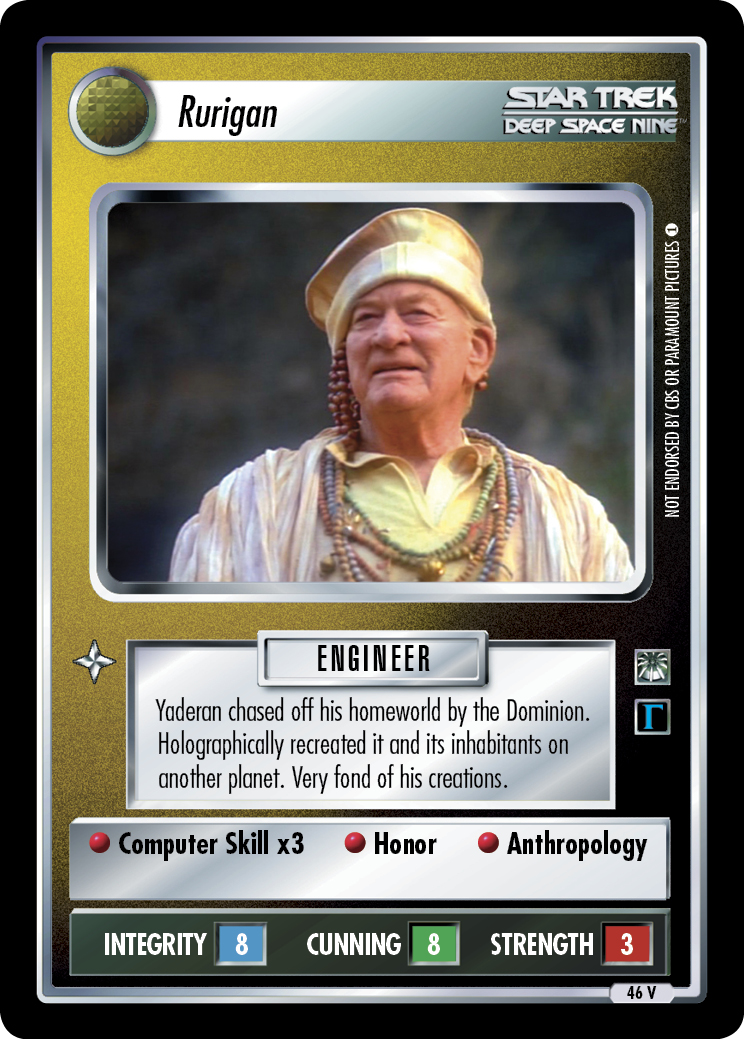 Rurigan
STAR TREK
DEEP SPACE NINE™
NOT ENDORSED BY CBS OR PARAMOUNT PICTURES 1
ENGINEER
Yaderan chased off his homeworld by the Dominion.
Holographically recreated it and its inhabitants on
another planet. Very fond of his creations.
Γ
Computer Skill x3 Honor Anthropology
INTEGRITY 8 CUNNING 8 STRENGTH 3
46 V